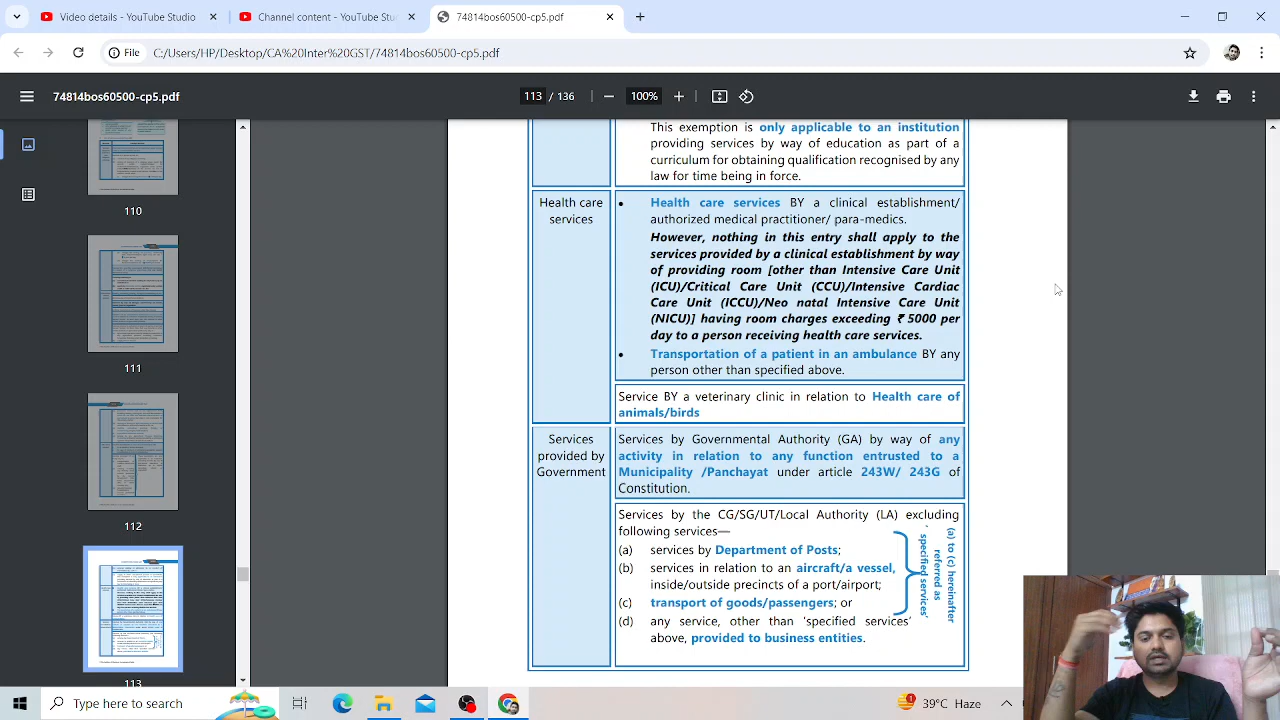 Video details - YouTube Studio
Channel content - YouTube Stu
74814bos60500-cp5.pdf
File
C:/Users/HP/Desktop/CA%20Inter%20GST/74814bos60500-cp5.pdf
74814bos60500-cp5.pdf
113 / 136
100%
110
111
112
113
This exemption is only applicable to an institution
providing services by way of education as part of a
curriculum for obtaining qualification recognised by any
law for time being in force.
Health care
services
• Health care services BY a clinical establishment/
authorized medical practitioner/ para-medics.
However, nothing in this entry shall apply to the
services provided by a clinical establishment by way
of providing room [other than Intensive Care Unit
(ICU)/Critical Care Unit (CCU)/Intensive Cardiac
Care Unit (ICCU)/Neo natal Intensive Care Unit
(NICU)] having room charges exceeding ₹ 5000 per
day to a person receiving health care services.
• Transportation of a patient in an ambulance BY any
person other than specified above.
Service BY a veterinary clinic in relation to Health care of
animals/birds
Services
provided by
Government
Services by Governmental Authority (GA) by way of any
activity in relation to any function entrusted to a
Municipality /Panchayat under article 243W/ 243G of
Constitution.
Services by the CG/SG/UT/Local Authority (LA) excluding
following services—
(a) services by Department of Posts;
(b) services in relation to an aircraft/a vessel,
inside/outside precincts of a port/airport;
(c) transport of goods/passengers; or
(d) any service, other than specified services
above, provided to business entities.
(a) to (c) hereinafter
referred as
'specified services'
Type here to search
1
39°C Haze